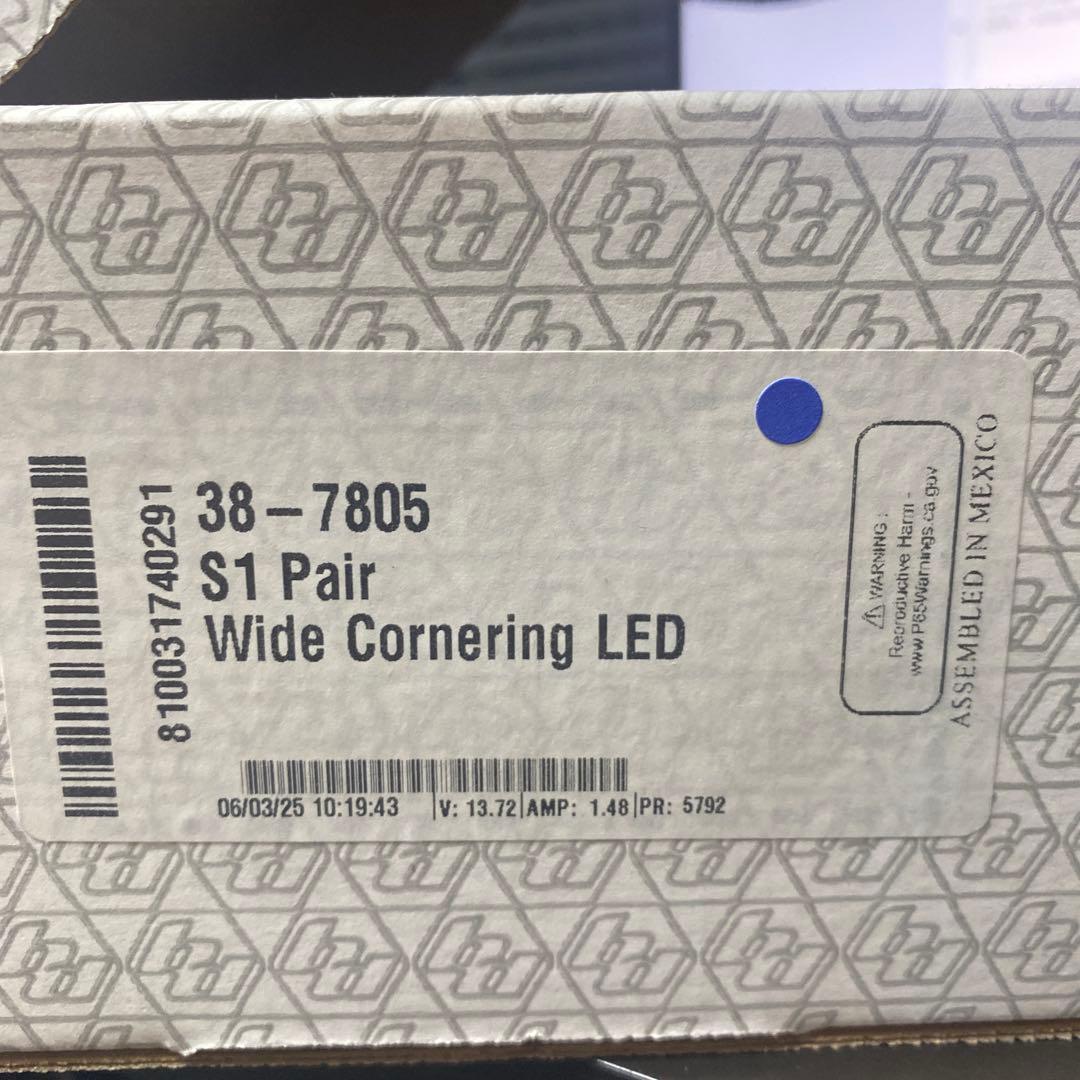 810031740291
38-7805
S1 Pair
Wide Cornering LED
06/03/25 10:19:43 |V: 13.72|AMP: 1.48|PR: 5792
⚠ WARNING:
Reproductive Harm -
www.P65Warnings.ca.gov
ASSEMBLED IN MEXICO